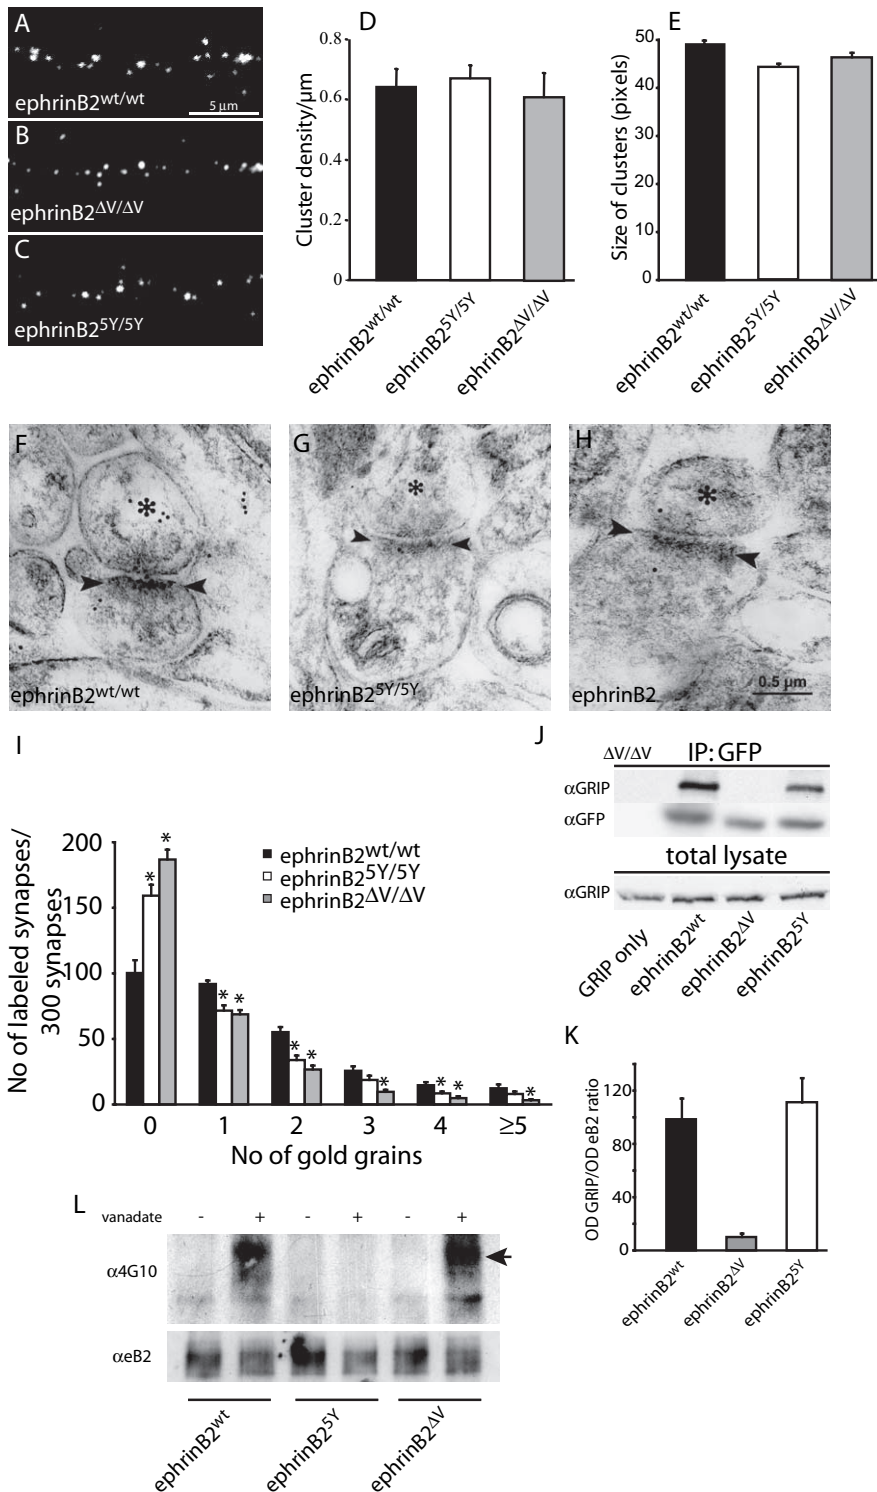 A
ephrinB2wt/wt
5 µm
B
ephrinB2ΔV/ΔV
C
ephrinB25Y/5Y
D
Cluster density/µm
0.8
0.6
0.4
0.2
0
ephrinB2wt/wt
ephrinB25Y/5Y
ephrinB2ΔV/ΔV
E
Size of clusters (pixels)
50
40
30
20
10
0
ephrinB2wt/wt
ephrinB25Y/5Y
ephrinB2ΔV/ΔV
F
*
ephrinB2wt/wt
G
*
ephrinB25Y/5Y
H
*
ephrinB2
0.5 µm
I
No of labeled synapses/
300 synapses
200
150
100
50
0
* * * * * * * * * * *
ephrinB2wt/wt
ephrinB25Y/5Y
ephrinB2ΔV/ΔV
0 1 2 3 4 ≥5
No of gold grains
J
ΔV/ΔV IP: GFP
αGRIP
αGFP
total lysate
αGRIP
GRIP only
ephrinB2wt
ephrinB2ΔV
ephrinB25Y
K
OD GRIP/OD eB2 ratio
120
80
40
0
ephrinB2wt
ephrinB2ΔV
ephrinB25Y
L
vanadate - + - + - +
α4G10
αeB2
ephrinB2wt
ephrinB25Y
ephrinB2ΔV